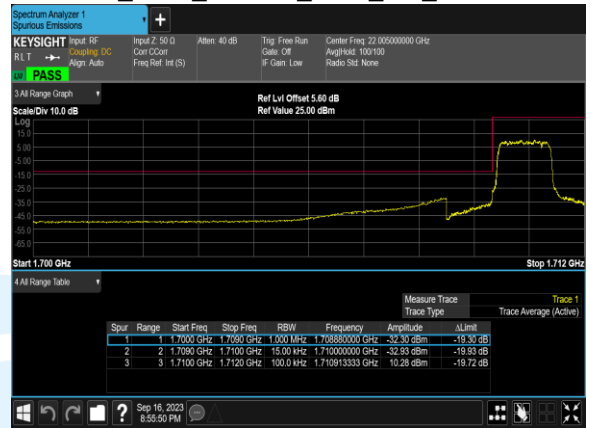 Spectrum Analyzer 1
Spurious Emissions
+
KEYSIGHT Input: RF Input Z: 50 Ω Atten: 40 dB Trig: Free Run Center Freq: 22.005000000 GHz
RLT Coupling: DC Corr CCorr Gate: Off Avg|Hold: 100/100
Align: Auto Freq Ref: Int (S) IF Gain: Low Radio Std: None
LXI PASS
3 All Range Graph
Ref Lvl Offset 5.60 dB
Scale/Div 10.0 dB Ref Value 25.00 dBm
Log
15.0
5.00
-5.00
-15.0
-25.0
-35.0
-45.0
-55.0
-65.0
Start 1.700 GHz Stop 1.712 GHz
4 All Range Table
Measure Trace Trace 1
Trace Type Trace Average (Active)
Spur Range Start Freq Stop Freq RBW Frequency Amplitude ΔLimit
1 1 1.7000 GHz 1.7090 GHz 1.000 MHz 1.708880000 GHz -32.30 dBm -19.30 dB
2 2 1.7090 GHz 1.7100 GHz 15.00 kHz 1.710000000 GHz -32.93 dBm -19.93 dB
3 3 1.7100 GHz 1.7120 GHz 100.0 kHz 1.710913333 GHz 10.28 dBm -19.72 dB
? Sep 16, 2023
8:55:50 PM